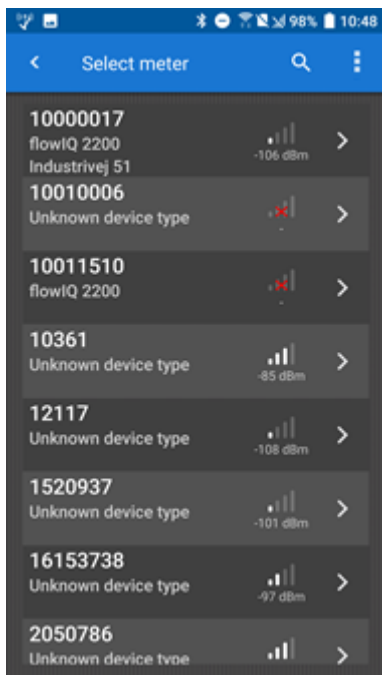 98% 10:48
Select meter
10000017
flowIQ 2200
Industrivej 51
-106 dBm
10010006
Unknown device type
-
10011510
flowIQ 2200
-
10361
Unknown device type
-85 dBm
12117
Unknown device type
-108 dBm
1520937
Unknown device type
-101 dBm
16153738
Unknown device type
-97 dBm
2050786
Unknown device type